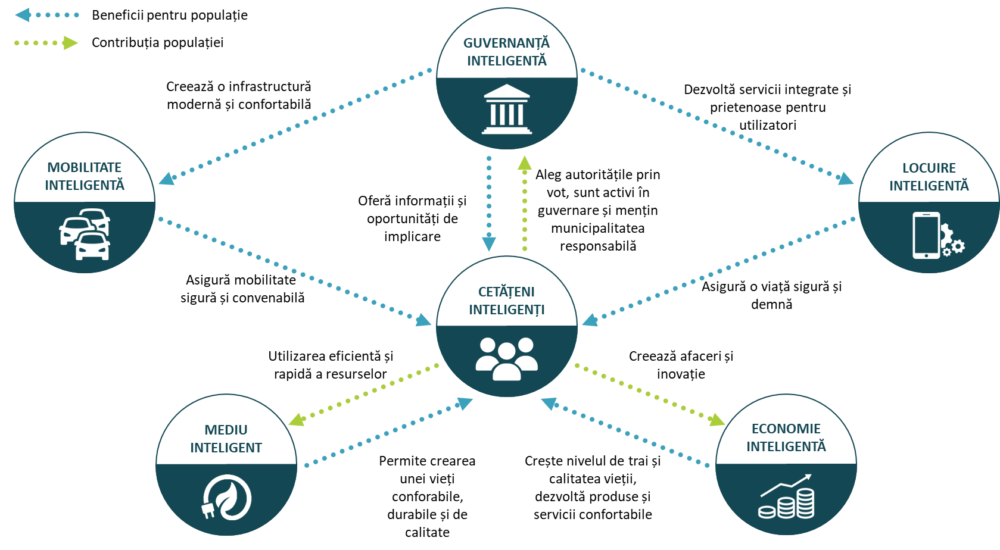 Beneficii pentru populație
Contribuția populației
GUVERNANȚĂ
INTELIGENTĂ
Creează o infrastructură
modernă și confortabilă
Dezvoltă servicii integrate și
prietenoase pentru
utilizatori
MOBILITATE
INTELIGENTĂ
LOCUIRE
INTELIGENTĂ
Oferă informații și
oportunități de
implicare
Aleg autoritățile prin
vot, sunt activi în
guvernare și mențin
municipalitatea
responsabilă
Asigură mobilitate
sigură și convenabilă
CETĂȚENI
INTELIGENȚI
Asigură o viață sigură și
demnă
Utilizarea eficientă și
rapidă a resurselor
Creează afaceri și
inovație
MEDIU
INTELIGENT
ECONOMIE
INTELIGENTĂ
Permite crearea
unei vieți
conforabile,
durabile și de
calitate
Crește nivelul de trai și
calitatea vieții,
dezvoltă produse și
servicii confortabile